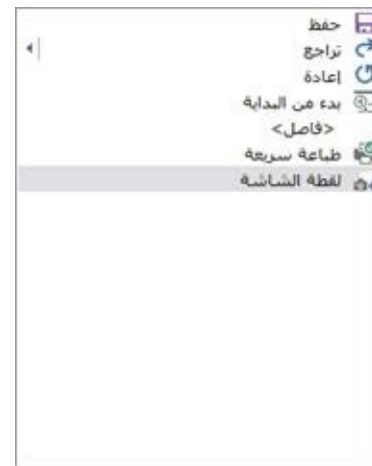 حفظ
تراجع
إعادة
بدء من البداية
<فاصل>
طباعة سريعة
لقطة الشاشة